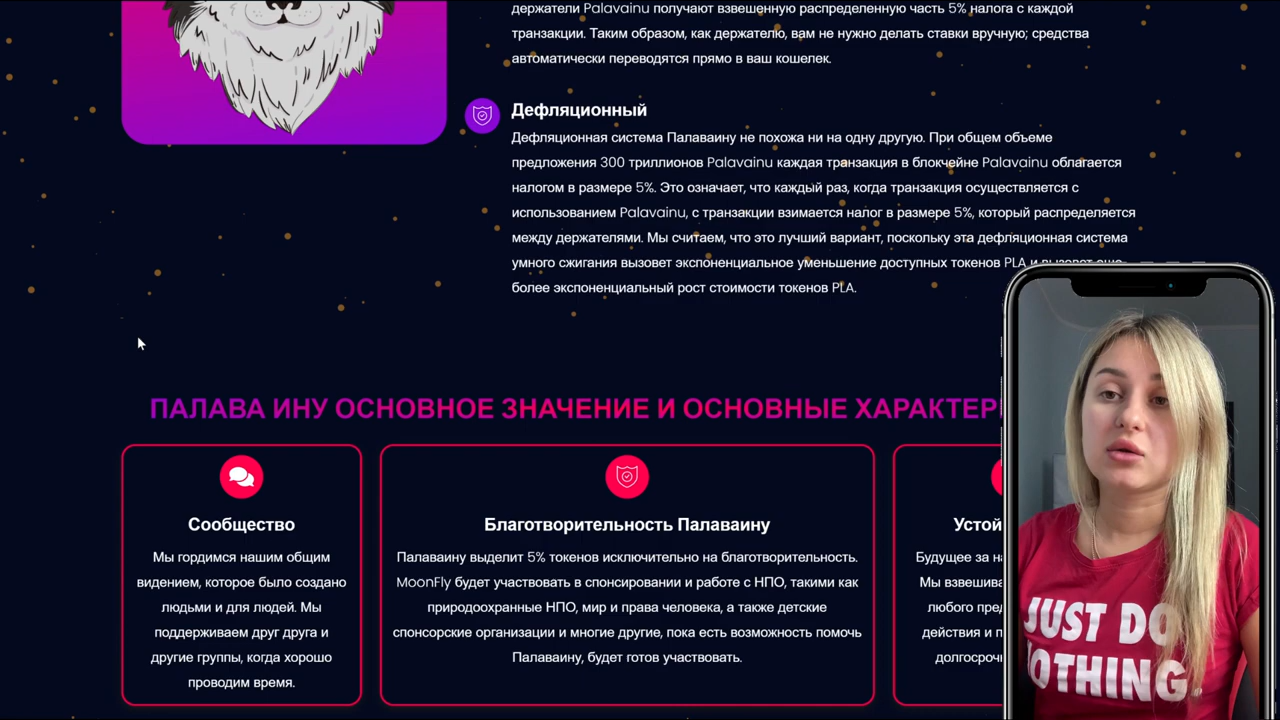 держатели Palavainu получают взвешенную распределенную часть 5% налога с каждой
транзакции. Таким образом, как держателю, вам не нужно делать ставки вручную; средства
автоматически переводятся прямо в ваш кошелек.
Дефляционный
Дефляционная система Палаваину не похожа ни на одну другую. При общем объеме
предложения 300 триллионов Palavainu каждая транзакция в блокчейне Palavainu облагается
налогом в размере 5%. Это означает, что каждый раз, когда транзакция осуществляется с
использованием Palavainu, с транзакции взимается налог в размере 5%, который распределяется
между держателями. Мы считаем, что это лучший вариант, поскольку эта дефляционная система
умного сжигания вызовет экспоненциальное уменьшение доступных токенов PLA и вызовет еще
более экспоненциальный рост стоимости токенов PLA.
ПАЛАВА ИНУ ОСНОВНОЕ ЗНАЧЕНИЕ И ОСНОВНЫЕ ХАРАКТЕР
Сообщество
Мы гордимся нашим общим
видением, которое было создано
людьми и для людей. Мы
поддерживаем друг друга и
другие группы, когда хорошо
проводим время.
Благотворительность Палаваину
Палаваину выделит 5% токенов исключительно на благотворительность.
MoonFly будет участвовать в спонсировании и работе с НПО, такими как
природоохранные НПО, мир и права человека, а также детские
спонсорские организации и многие другие, пока есть возможность помочь
Палаваину, будет готов участвовать.
Устой
Будущее за н
Мы взвешива
любого пред
действия и п
долгосроч
JUST DO
NOTHING.